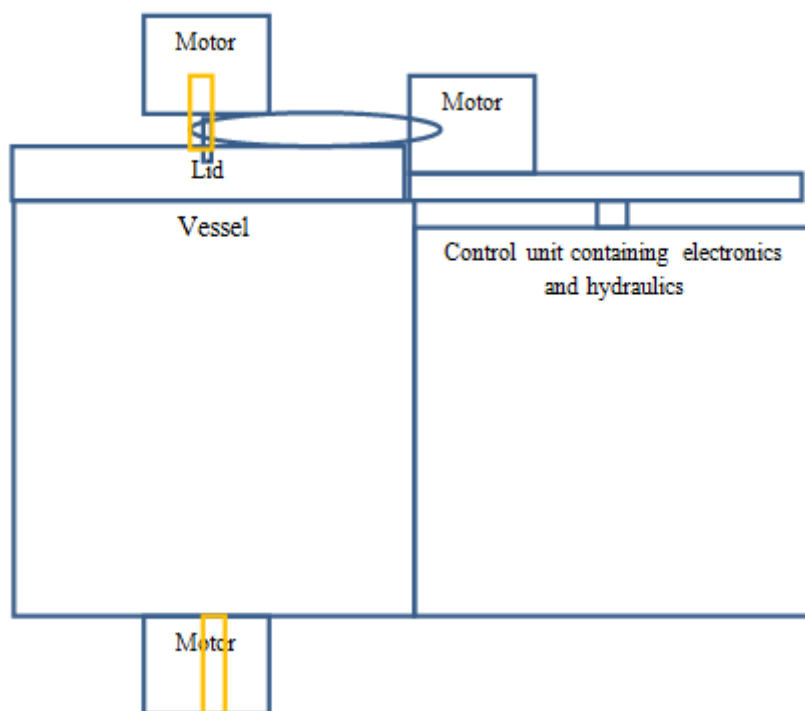 Motor
Motor
Lid
Vessel
Control unit containing electronics
and hydraulics
Motor